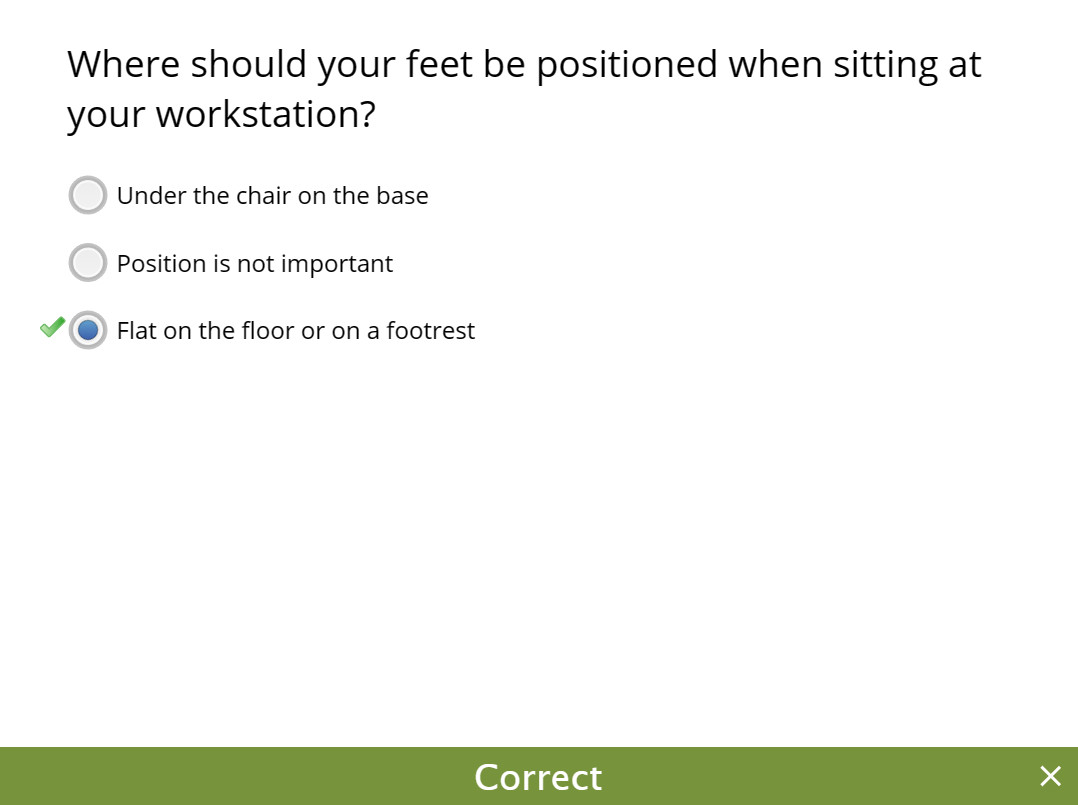 Where should your feet be positioned when sitting at
your workstation?
Under the chair on the base
Position is not important
Flat on the floor or on a footrest
Correct